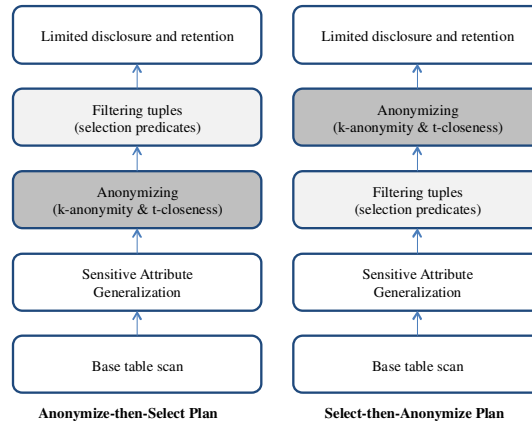 Limited disclosure and retention
Filtering tuples
(selection predicates)
Anonymizing
(k-anonymity & t-closeness)
Sensitive Attribute
Generalization
Base table scan
Anonymize-then-Select Plan
Limited disclosure and retention
Anonymizing
(k-anonymity & t-closeness)
Filtering tuples
(selection predicates)
Sensitive Attribute
Generalization
Base table scan
Select-then-Anonymize Plan